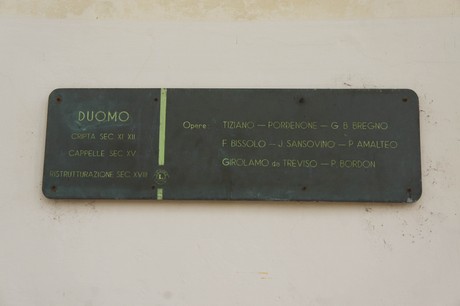 DUOMO
CRIPTA SEC. XI XII
CAPPELLE SEC. XV
RISTRUTTURAZIONE SEC. XVIII
Opere TIZIANO — PORDENONE — G. B. BREGNO
F. BISSOLO — J. SANSOVINO — P. AMALTEO
GIROLAMO da TREVISO — P. BORDON